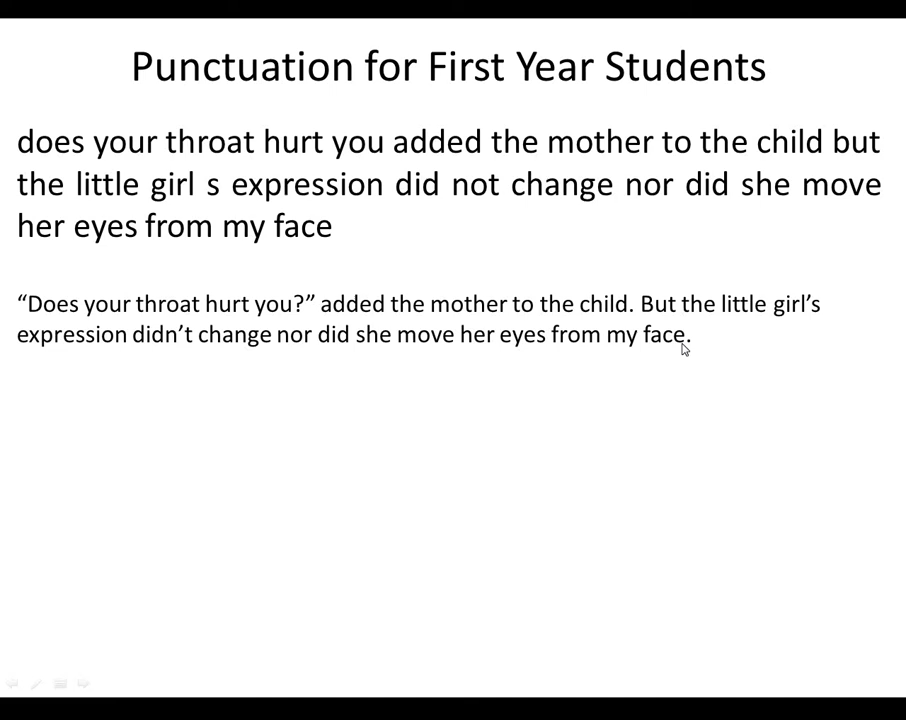 Punctuation for First Year Students
does your throat hurt you added the mother to the child but
the little girl s expression did not change nor did she move
her eyes from my face
“Does your throat hurt you?” added the mother to the child. But the little girl’s
expression didn’t change nor did she move her eyes from my face.